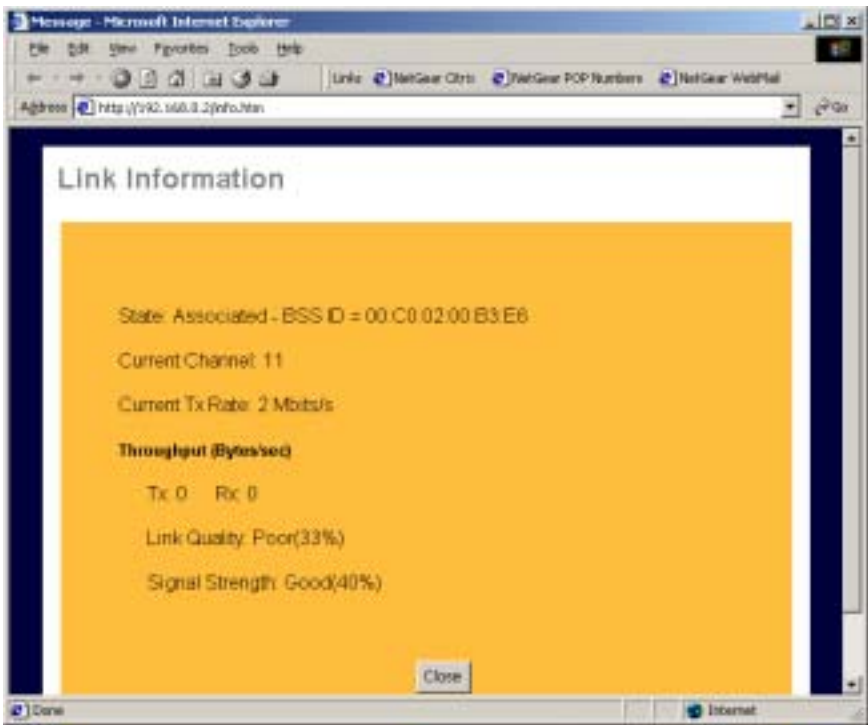 Message - Microsoft Internet Explorer
File Edit View Favorites Tools Help
Links NetGear Citrix NetGear POP Numbers NetGear WebMail
Address http://192.168.0.2/info.htm Go
Link Information
State: Associated - BSS ID = 00:C0:02:00:B3:E6
Current Channel: 11
Current Tx Rate: 2 Mbits/s
Throughput (Bytes/sec)
Tx: 0 Rx: 0
Link Quality: Poor(33%)
Signal Strength: Good(40%)
Close
Done Internet